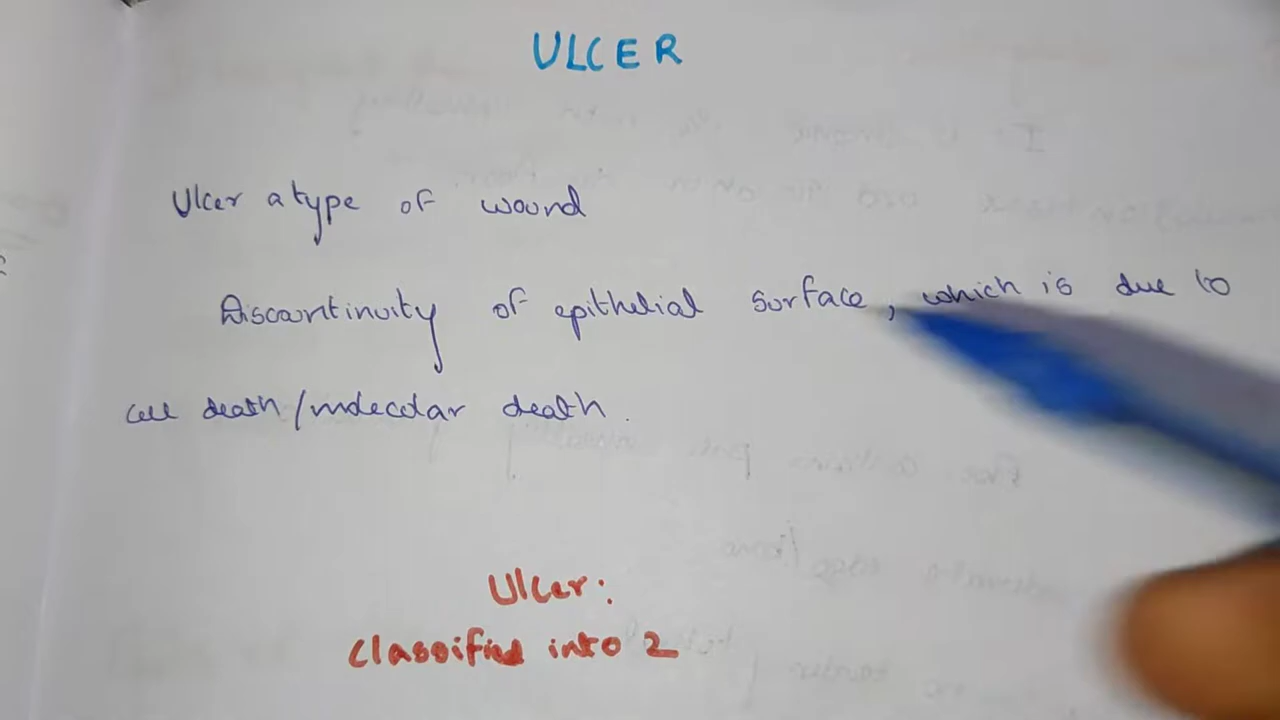 ULCER
Ulcer a type of wound
Discontinuity of epithelial surface, which is due to
cell death/molecular death.
Ulcer:
classified into 2